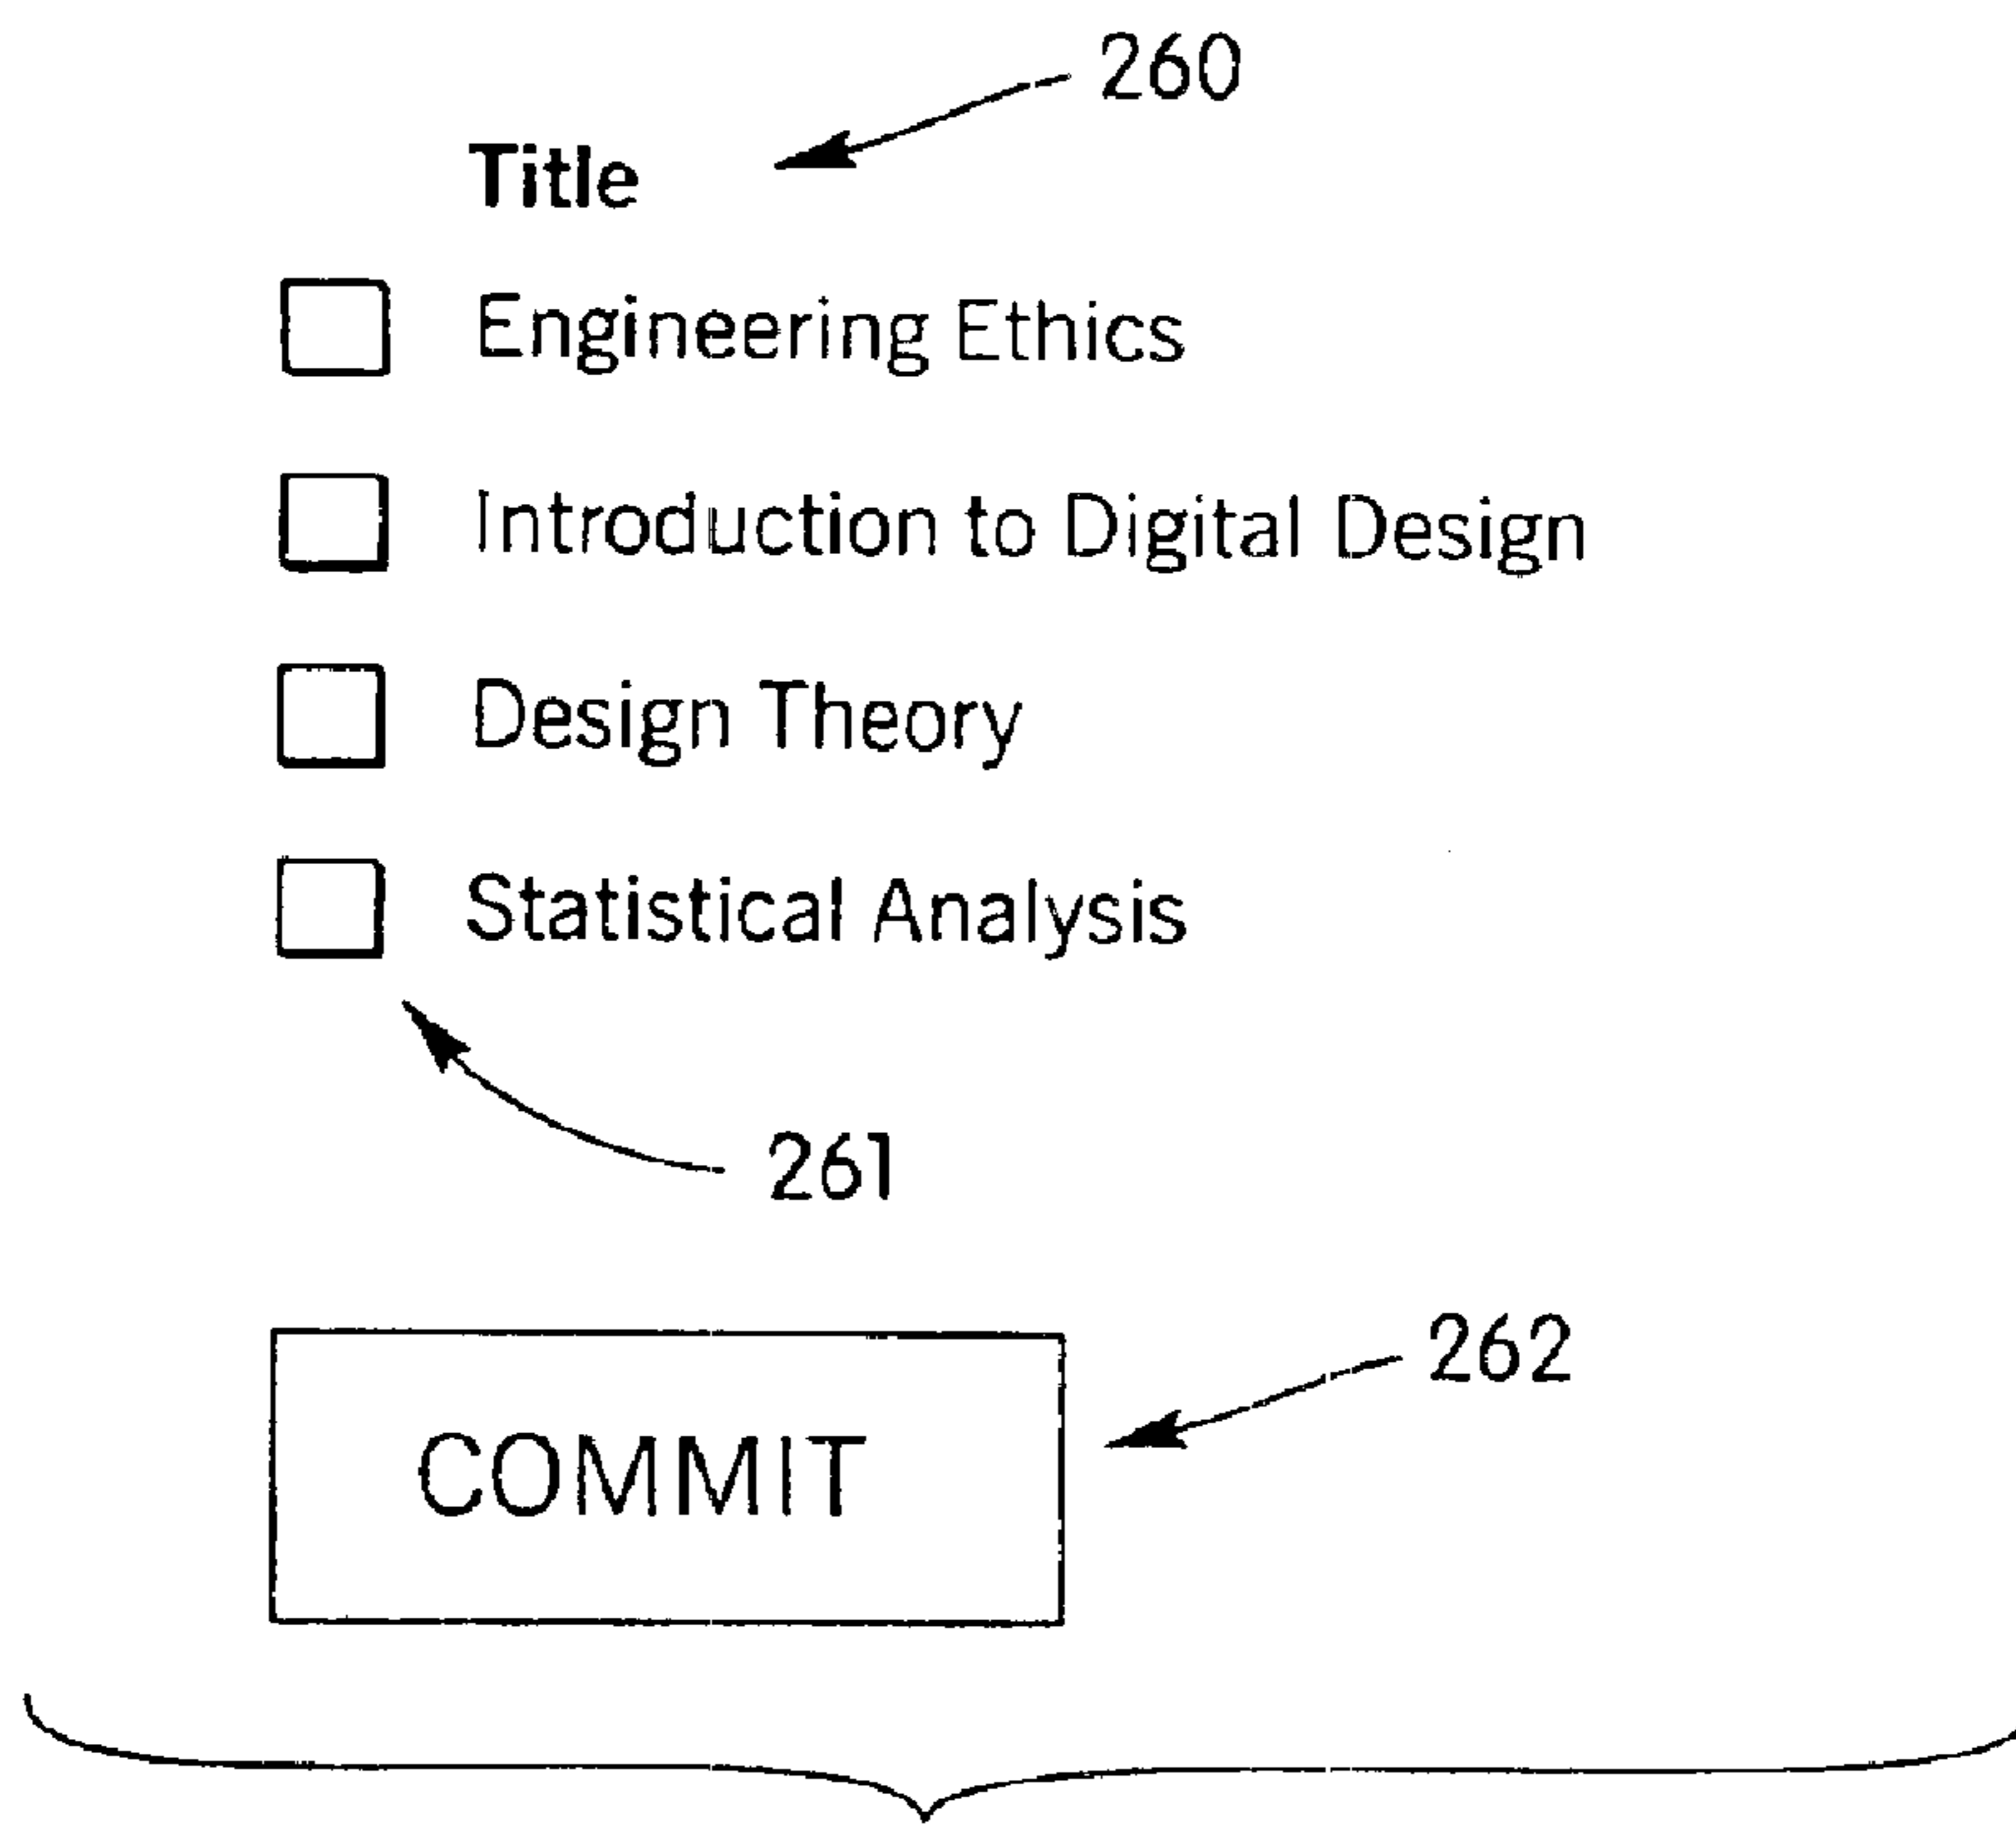 260
Title
Engineering Ethics
Introduction to Digital Design
Design Theory
Statistical Analysis
261
262
COMMIT